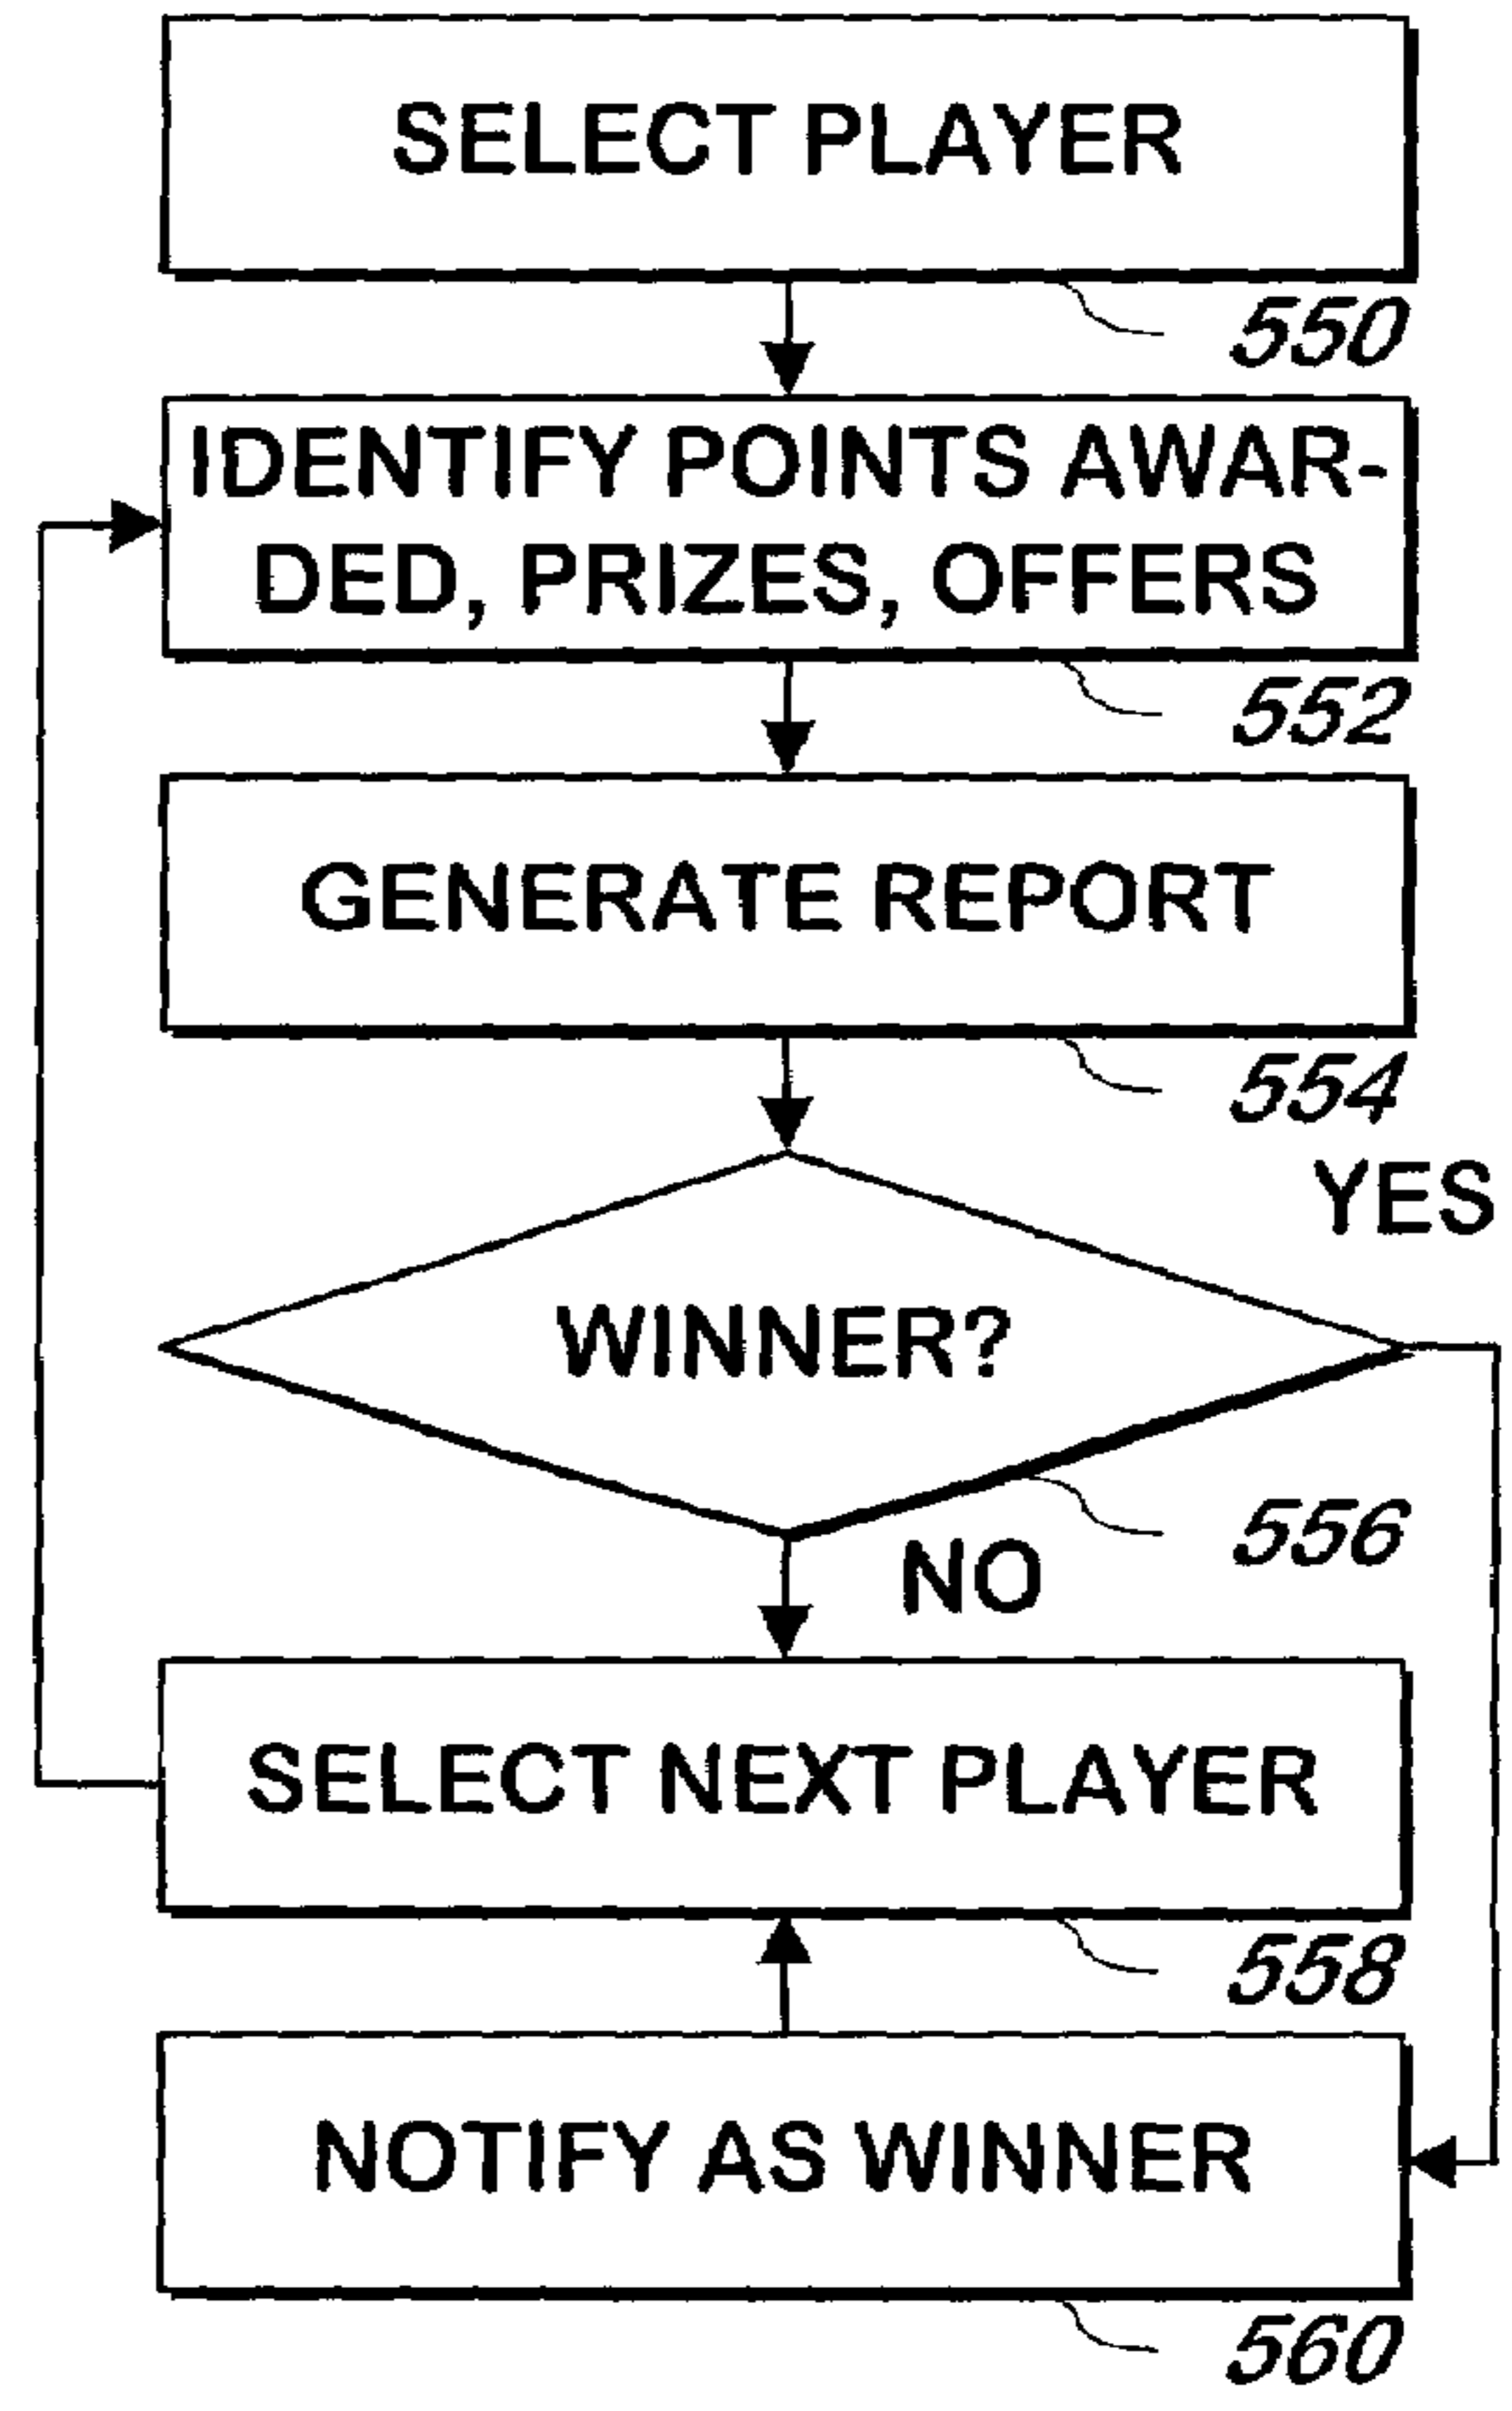 SELECT PLAYER
550
IDENTIFY POINTS AWAR-
DED, PRIZES, OFFERS
552
GENERATE REPORT
554
YES
WINNER?
556
NO
SELECT NEXT PLAYER
558
NOTIFY AS WINNER
560